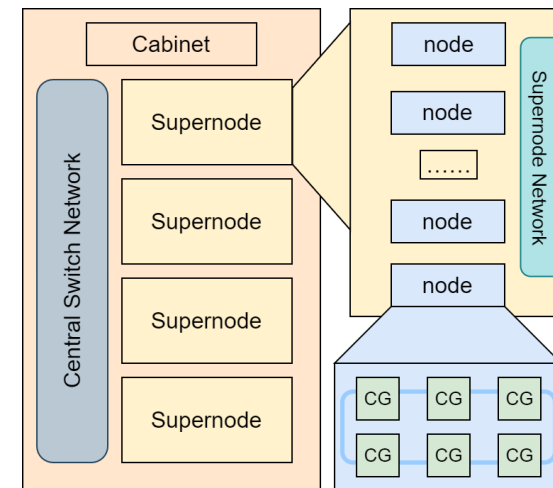 Cabinet
Central Switch Network
Supernode
Supernode
Supernode
Supernode
node
node
......
node
node
Supernode Network
CG
CG
CG
CG
CG
CG